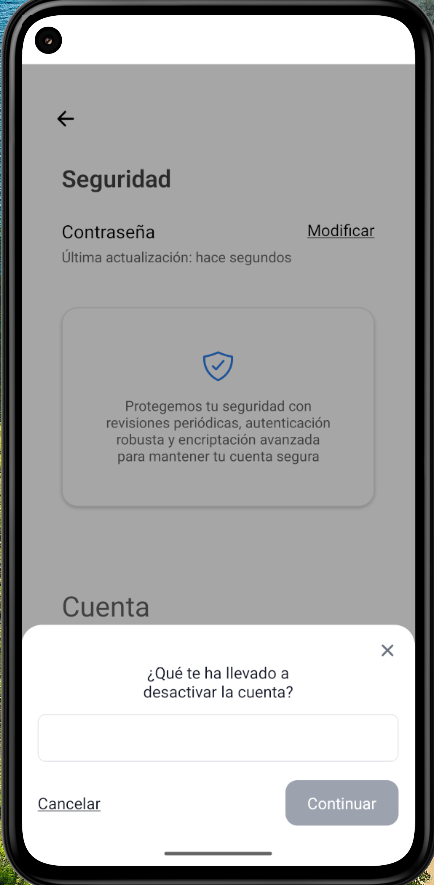 Seguridad
Contraseña
Modificar
Última actualización: hace segundos
Protegemos tu seguridad con
revisiones periódicas, autenticación
robusta y encriptación avanzada
para mantener tu cuenta segura
Cuenta
¿Qué te ha llevado a
desactivar la cuenta?
Cancelar
Continuar